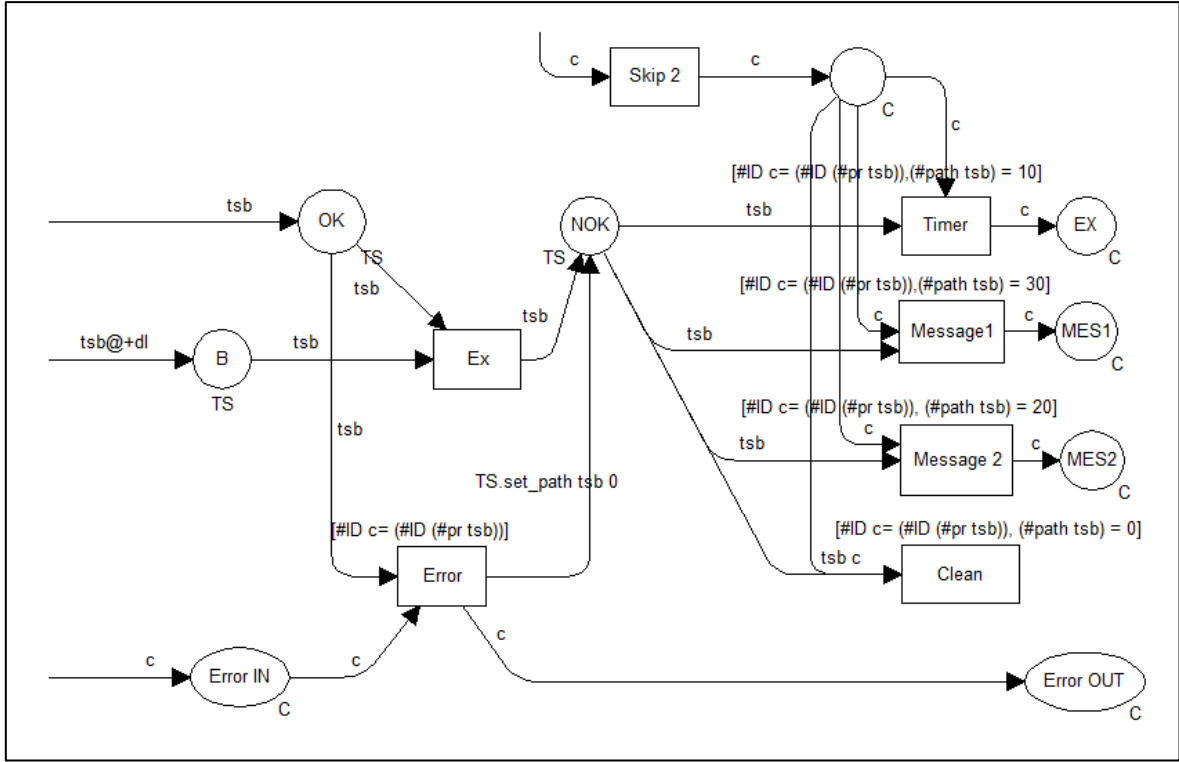 c
Skip 2
c
C
c
[#ID c= (#ID (#pr tsb)),(#path tsb) = 10]
tsb
OK
TS
NOK
TS
tsb
Timer
c
EX
C
tsb
[#ID c= (#ID (#pr tsb)),(#path tsb) = 30]
tsb@+dl
B
TS
tsb
Ex
tsb
tsb
c
Message1
c
MES1
C
[#ID c= (#ID (#pr tsb)), (#path tsb) = 20]
tsb
tsb
c
Message 2
c
MES2
C
TS.set_path tsb 0
[#ID c= (#ID (#pr tsb))]
[#ID c= (#ID (#pr tsb)), (#path tsb) = 0]
Error
tsb c
Clean
c
c
Error IN
C
c
Error OUT
C